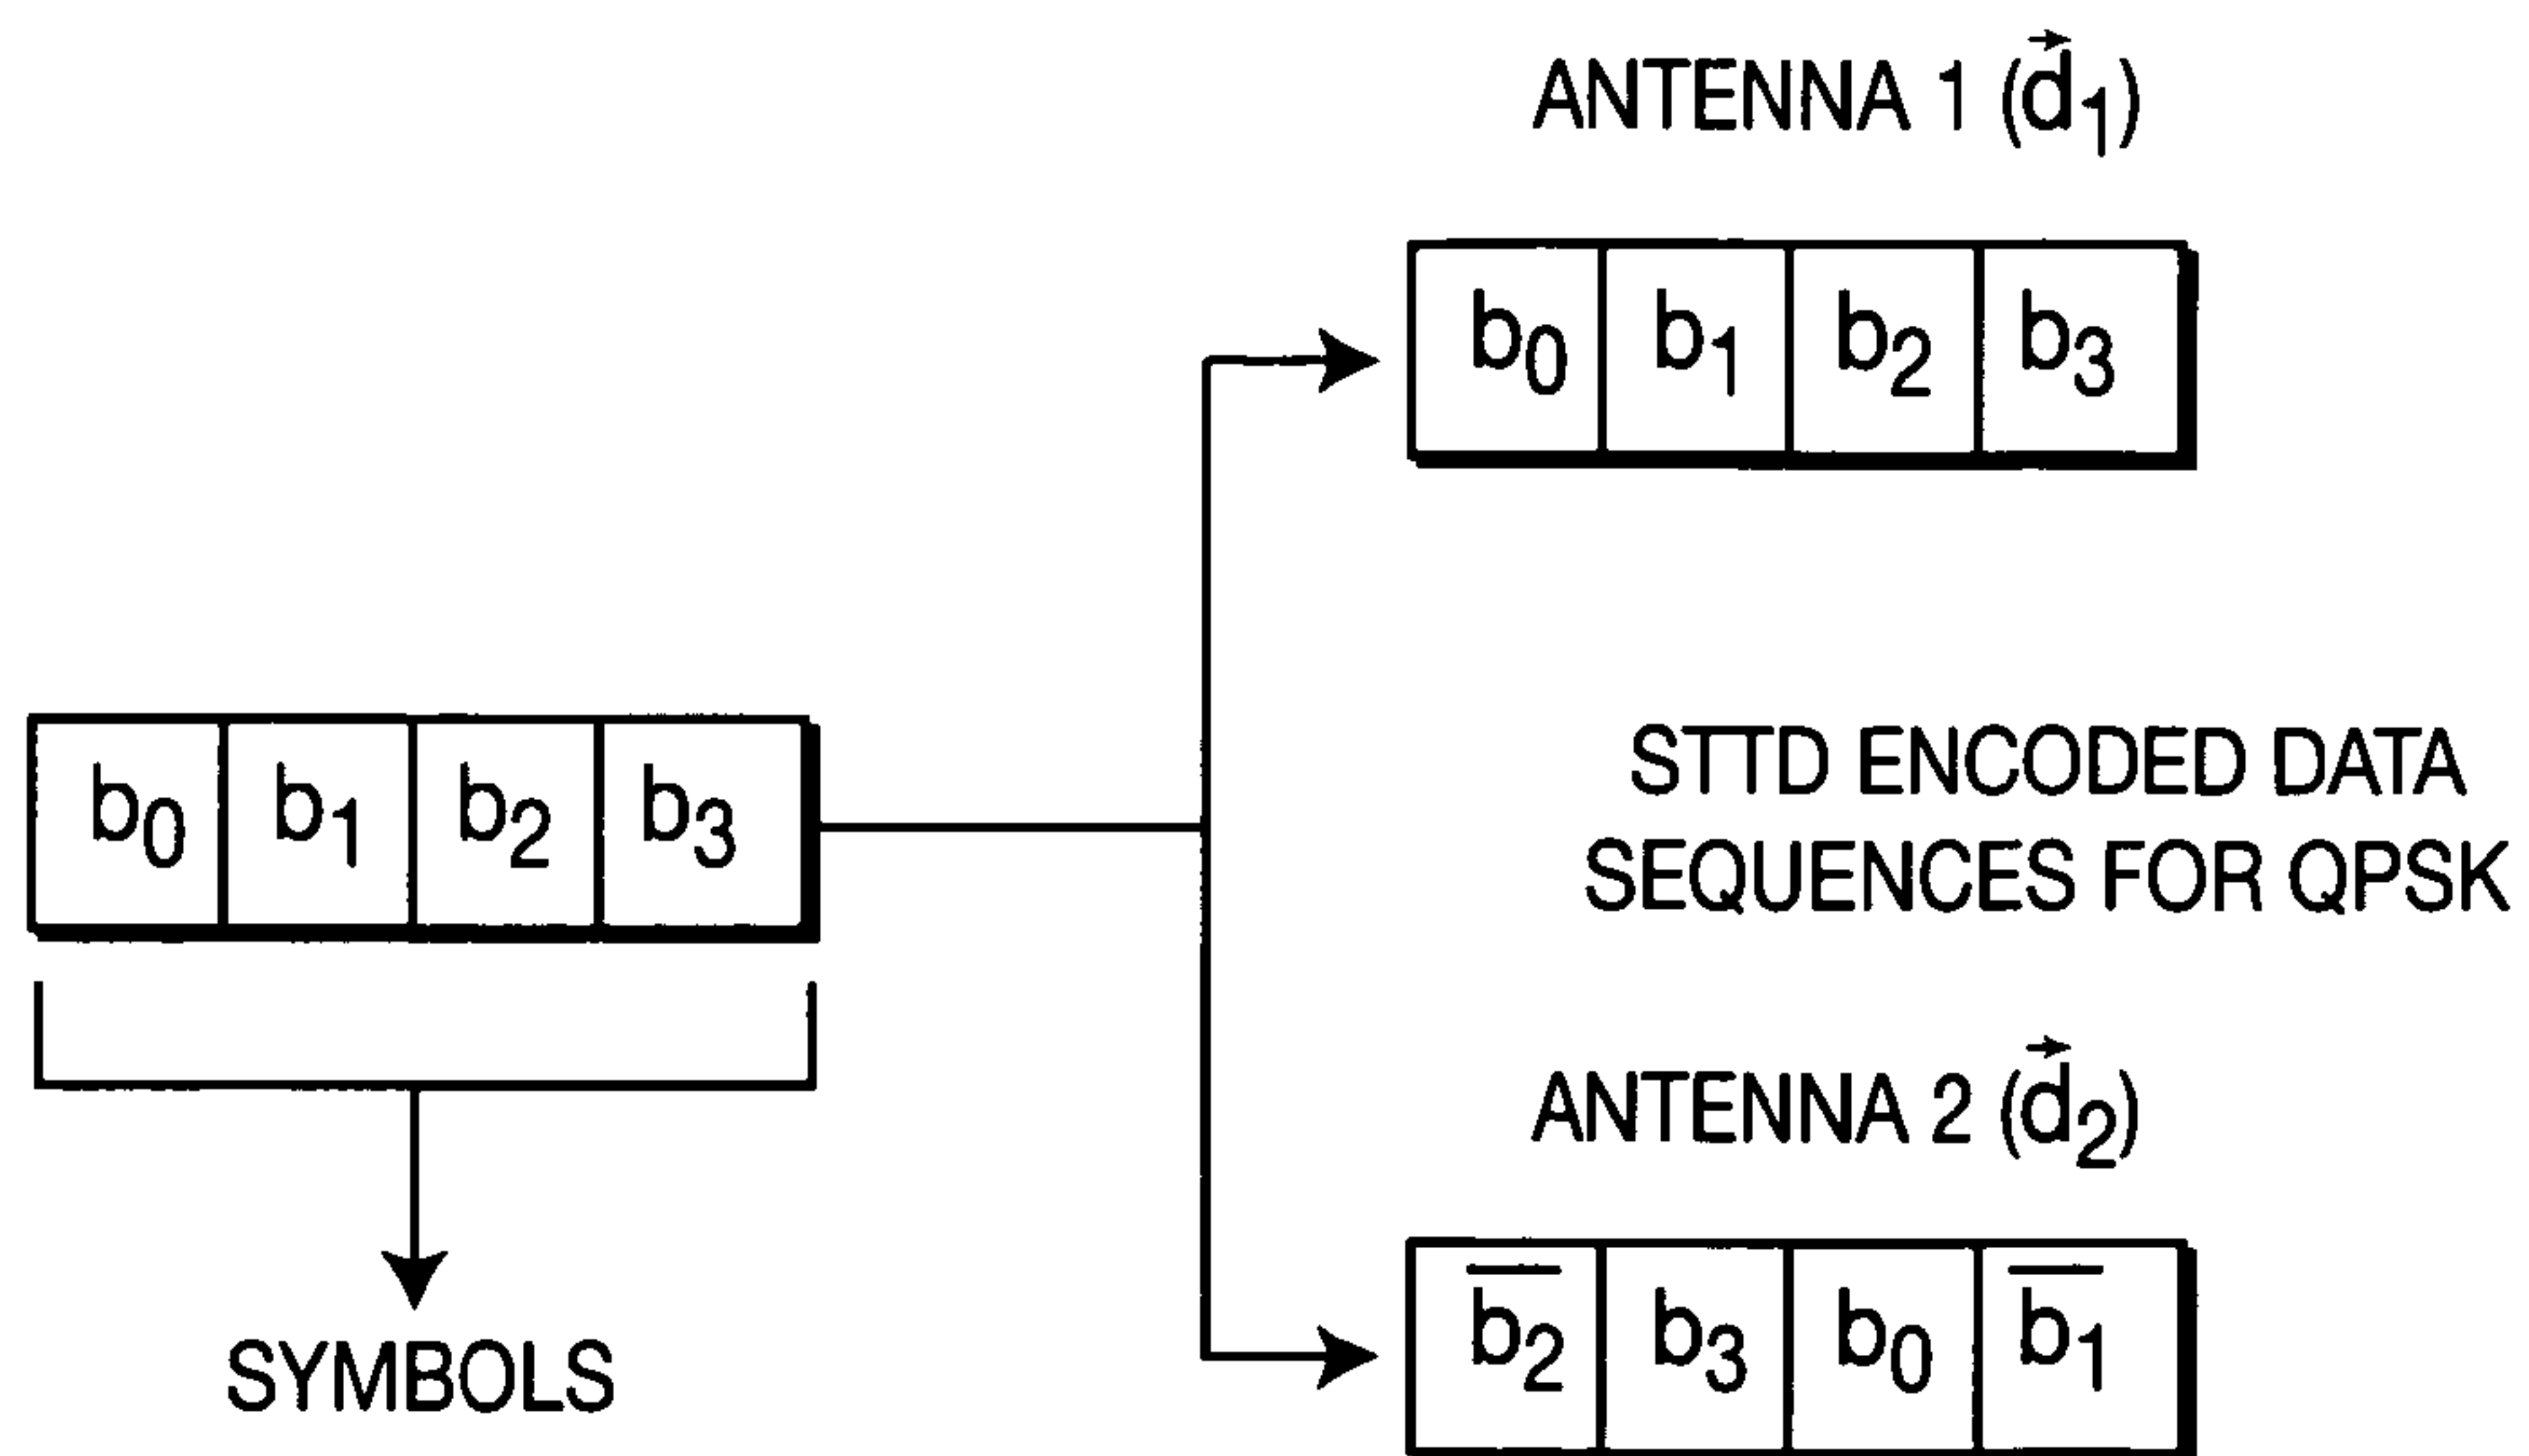 ANTENNA 1 (d⃗₁)
b₀ b₁ b₂ b₃
b₀ b₁ b₂ b₃
STTD ENCODED DATA
SEQUENCES FOR QPSK
SYMBOLS
ANTENNA 2 (d⃗₂)
b̅₂̅ b₃ b₀ b̅₁̅